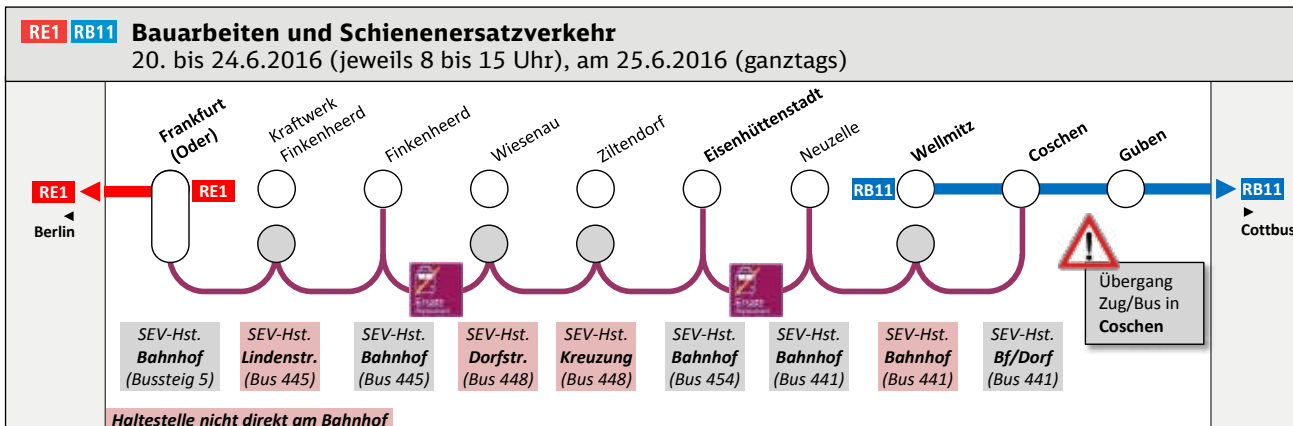 RE1 RB11 Bauarbeiten und Schienenersatzverkehr
20. bis 24.6.2016 (jeweils 8 bis 15 Uhr), am 25.6.2016 (ganztags)
Frankfurt
(Oder)
Kraftwerk
Finkenheerd
Finkenheerd
Wiesenau
Ziltendorf
Eisenhüttenstadt
Neuzelle
Wellmitz
Coschen
Guben
RE1
RE1
RB11
RB11
Berlin
Cottbus
Ersatz
Übergang
Zug/Bus in
Coschen
SEV-Hst.
Bahnhof
(Bussteig 5)
SEV-Hst.
Lindenstr.
(Bus 445)
SEV-Hst.
Bahnhof
(Bus 445)
SEV-Hst.
Dorfstr.
(Bus 448)
SEV-Hst.
Kreuzung
(Bus 448)
SEV-Hst.
Bahnhof
(Bus 454)
SEV-Hst.
Bahnhof
(Bus 441)
SEV-Hst.
Bahnhof
(Bus 441)
SEV-Hst.
Bf/Dorf
(Bus 441)
Haltestelle nicht direkt am Bahnhof